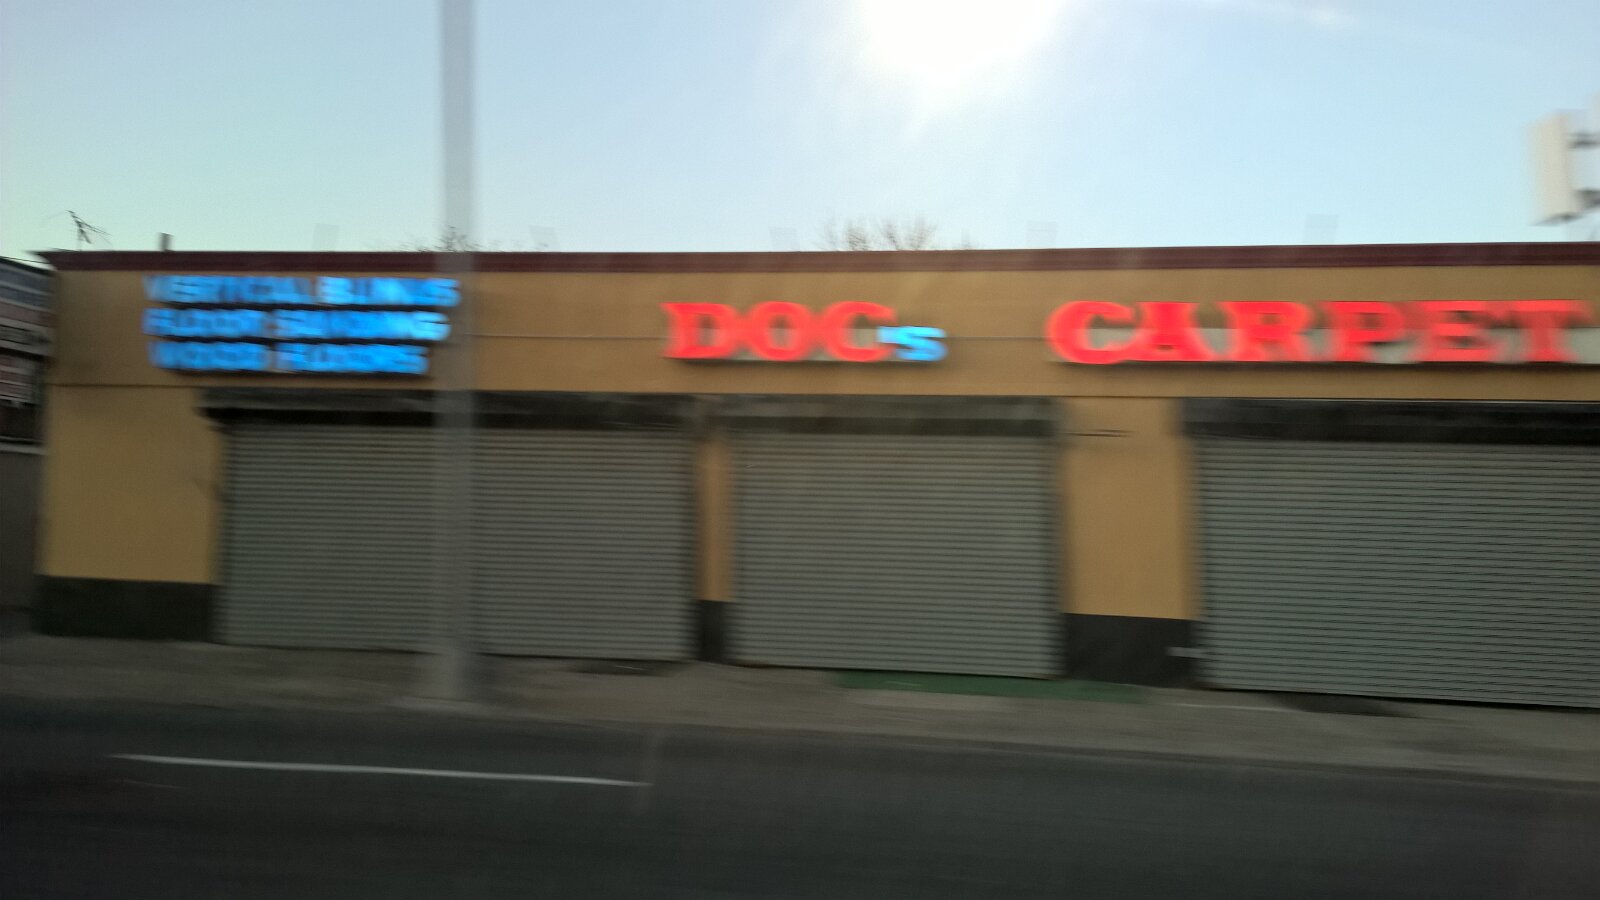 VERTICAL BLINDS
FLOOR SANDING
WOOD FLOORS
DOC's CARPET